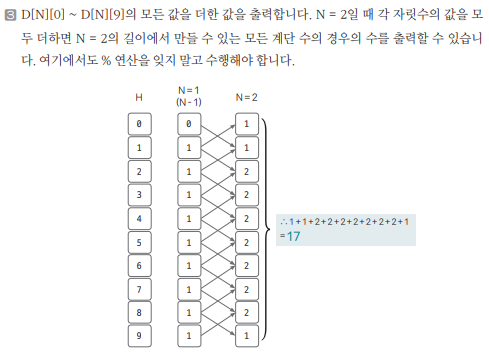 3 D[N][0] ~ D[N][9]의 모든 값을 더한 값을 출력합니다. N = 2일 때 각 자릿수의 값을 모
두 더하면 N = 2의 길이에서 만들 수 있는 모든 계단 수의 경우의 수를 출력할 수 있습니
다. 여기에서도 % 연산을 잊지 말고 수행해야 합니다.
H N=1 N=2
(N-1)
0 0 1
1 1 1
2 1 2
3 1 2
4 1 2
5 1 2
6 1 2
7 1 2
8 1 2
9 1 1
∴1+1+2+2+2+2+2+2+2+1
=17